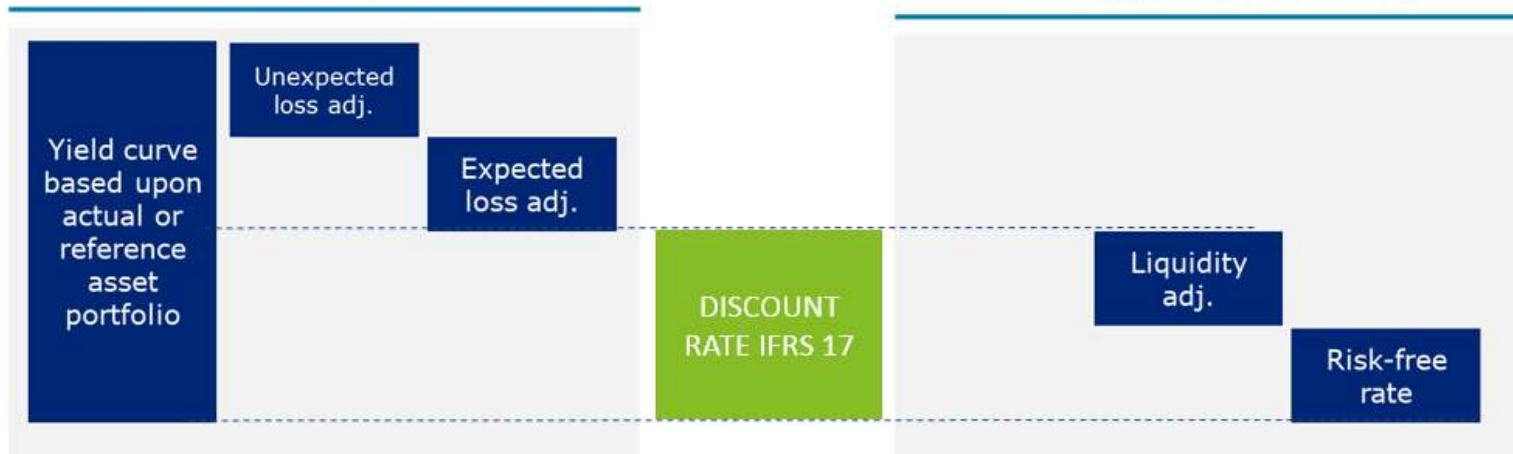 Yield curve
based upon
actual or
reference
asset
portfolio
Unexpected
loss adj.
Expected
loss adj.
DISCOUNT
RATE IFRS 17
Liquidity
adj.
Risk-free
rate